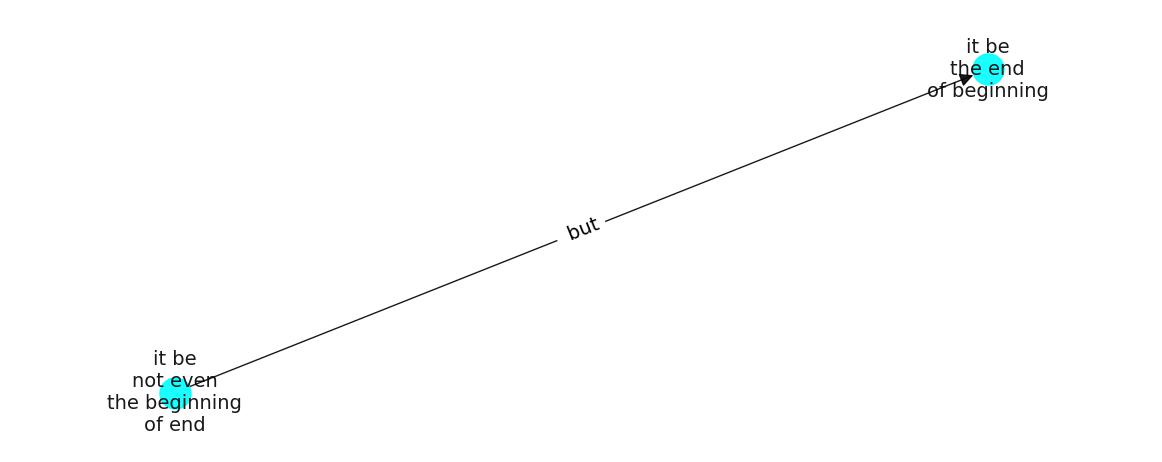 it be
the end
of beginning
but
it be
not even
the beginning
of end